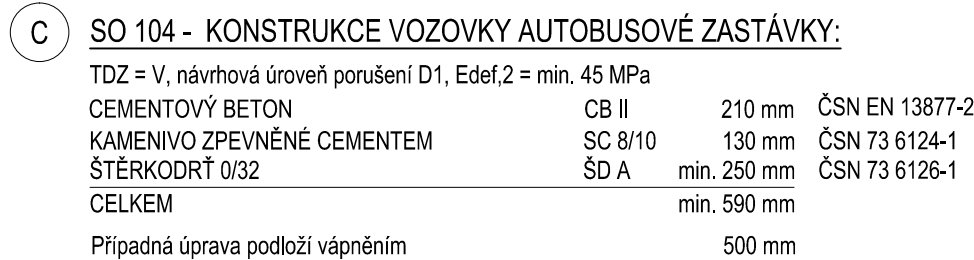 C SO 104 - KONSTRUKCE VOZOVKY AUTOBUSOVÉ ZASTÁVKY:
TDZ = V, návrhová úroveň porušení D1, Edef,2 = min. 45 MPa
CEMENTOVÝ BETON CB II 210 mm ČSN EN 13877-2
KAMENIVO ZPEVNĚNÉ CEMENTEM SC 8/10 130 mm ČSN 73 6124-1
ŠTĚRKODRŤ 0/32 ŠD A min. 250 mm ČSN 73 6126-1
CELKEM min. 590 mm
Případná úprava podloží vápněním 500 mm